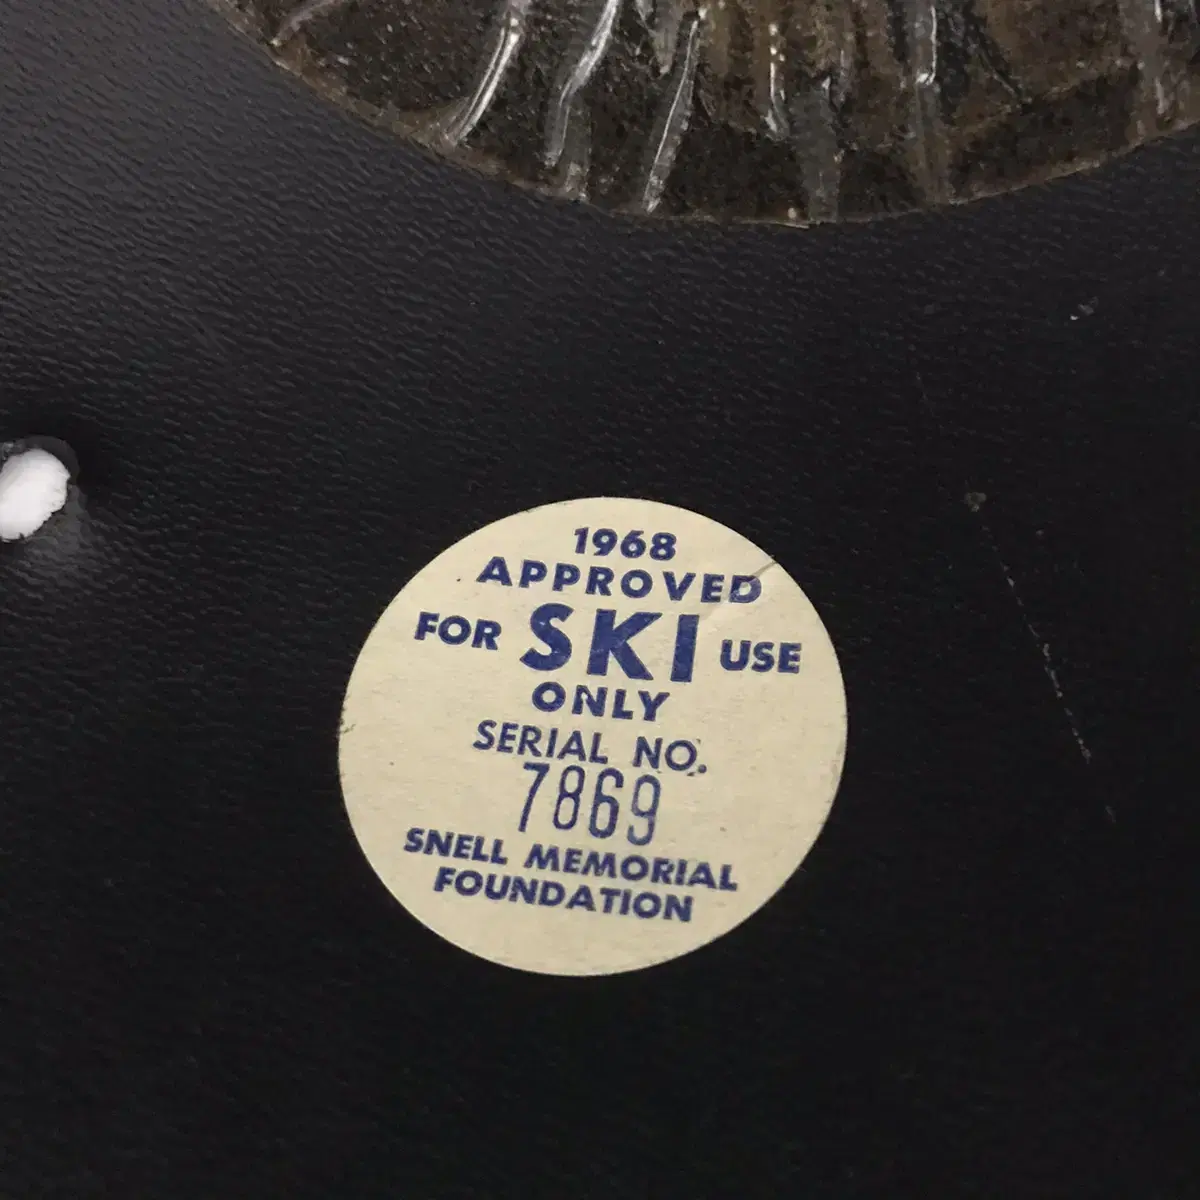 1968
APPROVED
FOR SKI USE
ONLY
SERIAL NO.
7869
SNELL MEMORIAL
FOUNDATION